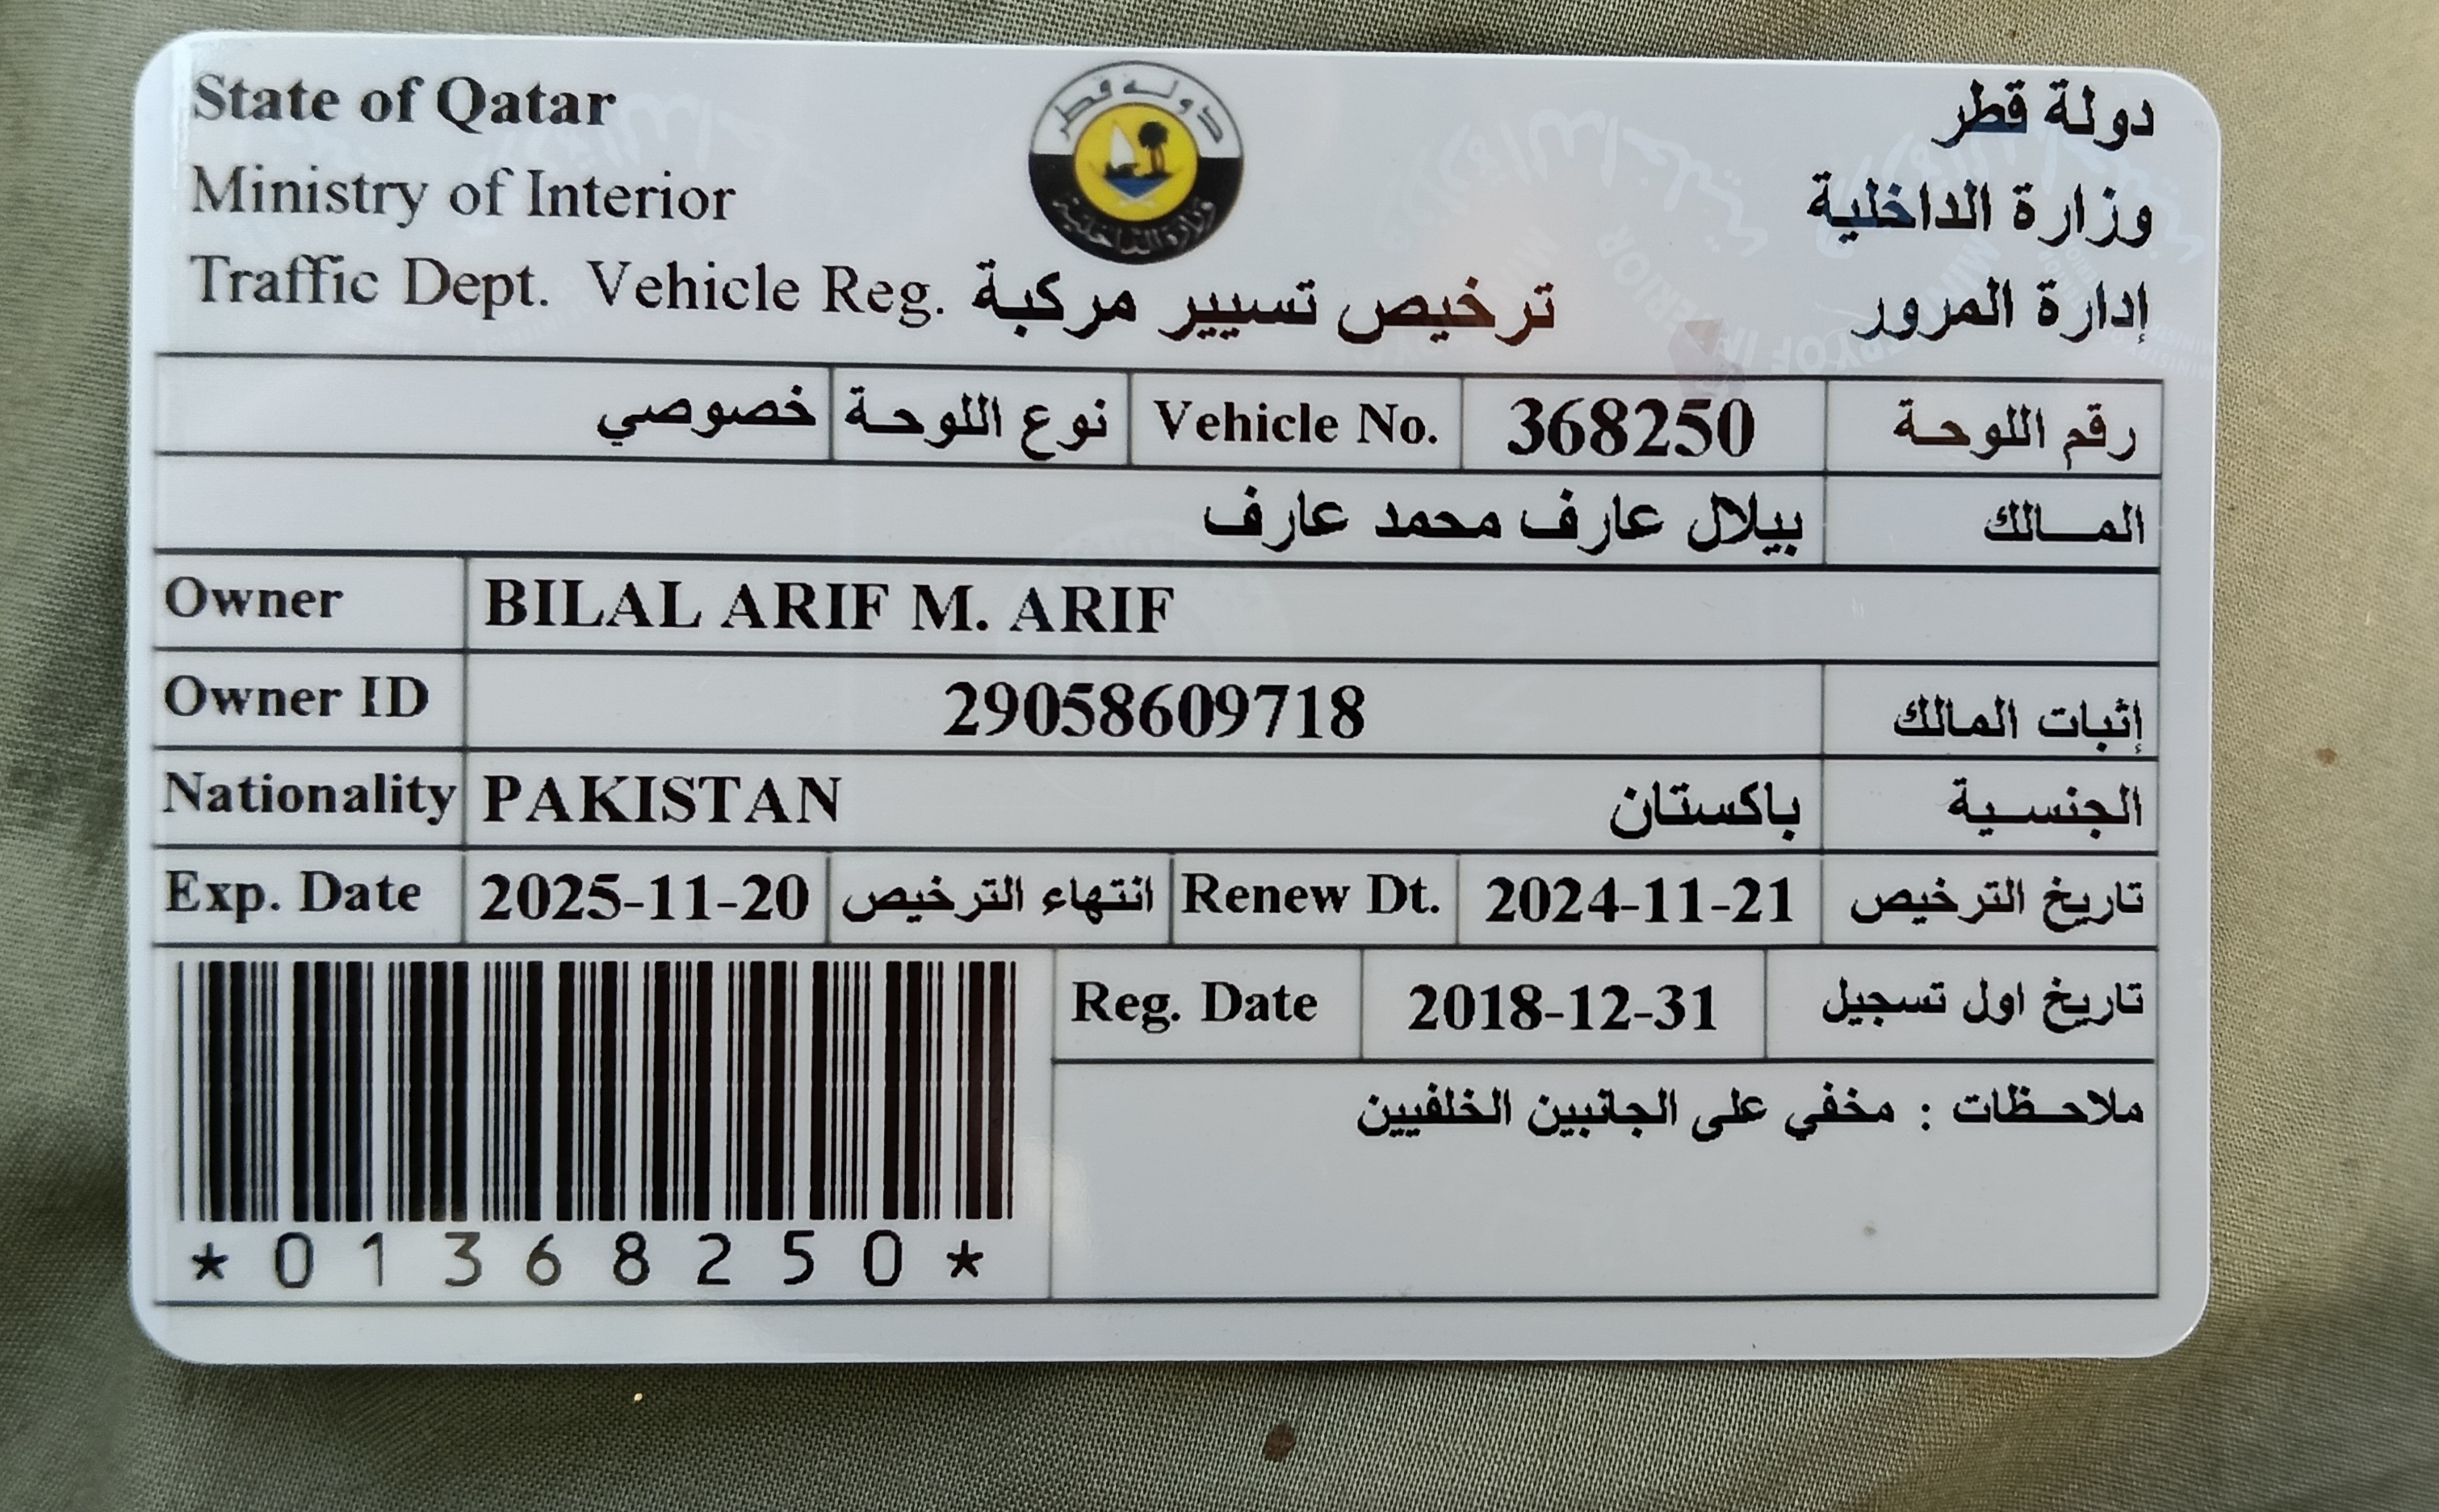 State of Qatar دولة قطر
Ministry of Interior وزارة الداخلية
Traffic Dept. Vehicle Reg. ترخيص تسيير مركبة إدارة المرور
دولة قطر
وزارة الداخلية
رقم اللوحة 368250 Vehicle No. نوع اللوحة خصوصي
المالك بيلال عارف محمد عارف
Owner BILAL ARIF M. ARIF
Owner ID 29058609718 إثبات المالك
Nationality PAKISTAN باكستان الجنسية
Exp. Date 2025-11-20 انتهاء الترخيص Renew Dt. 2024-11-21 تاريخ الترخيص
Reg. Date 2018-12-31 تاريخ اول تسجيل
ملاحظات : مخفي على الجانبين الخلفيين
*01368250*